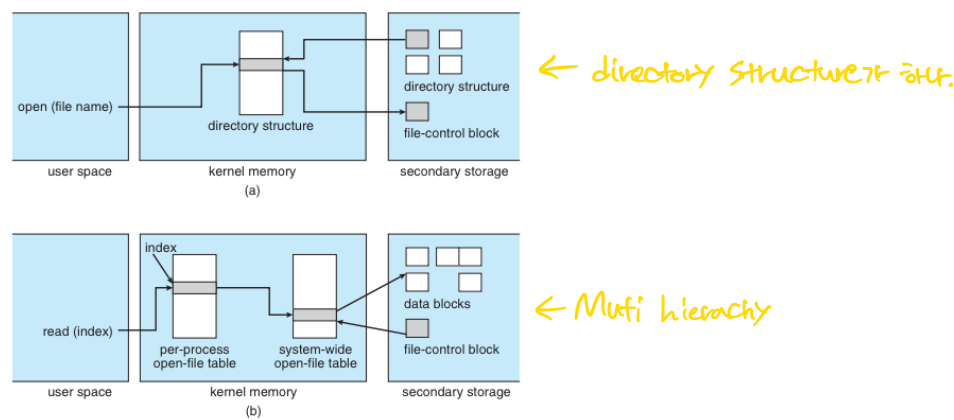 open (file name)
directory structure
directory structure
file-control block
user space
kernel memory
secondary storage
(a)
← directory structure가 하나.
index
read (index)
per-process
open-file table
system-wide
open-file table
data blocks
file-control block
user space
kernel memory
secondary storage
(b)
← Muti hierachy